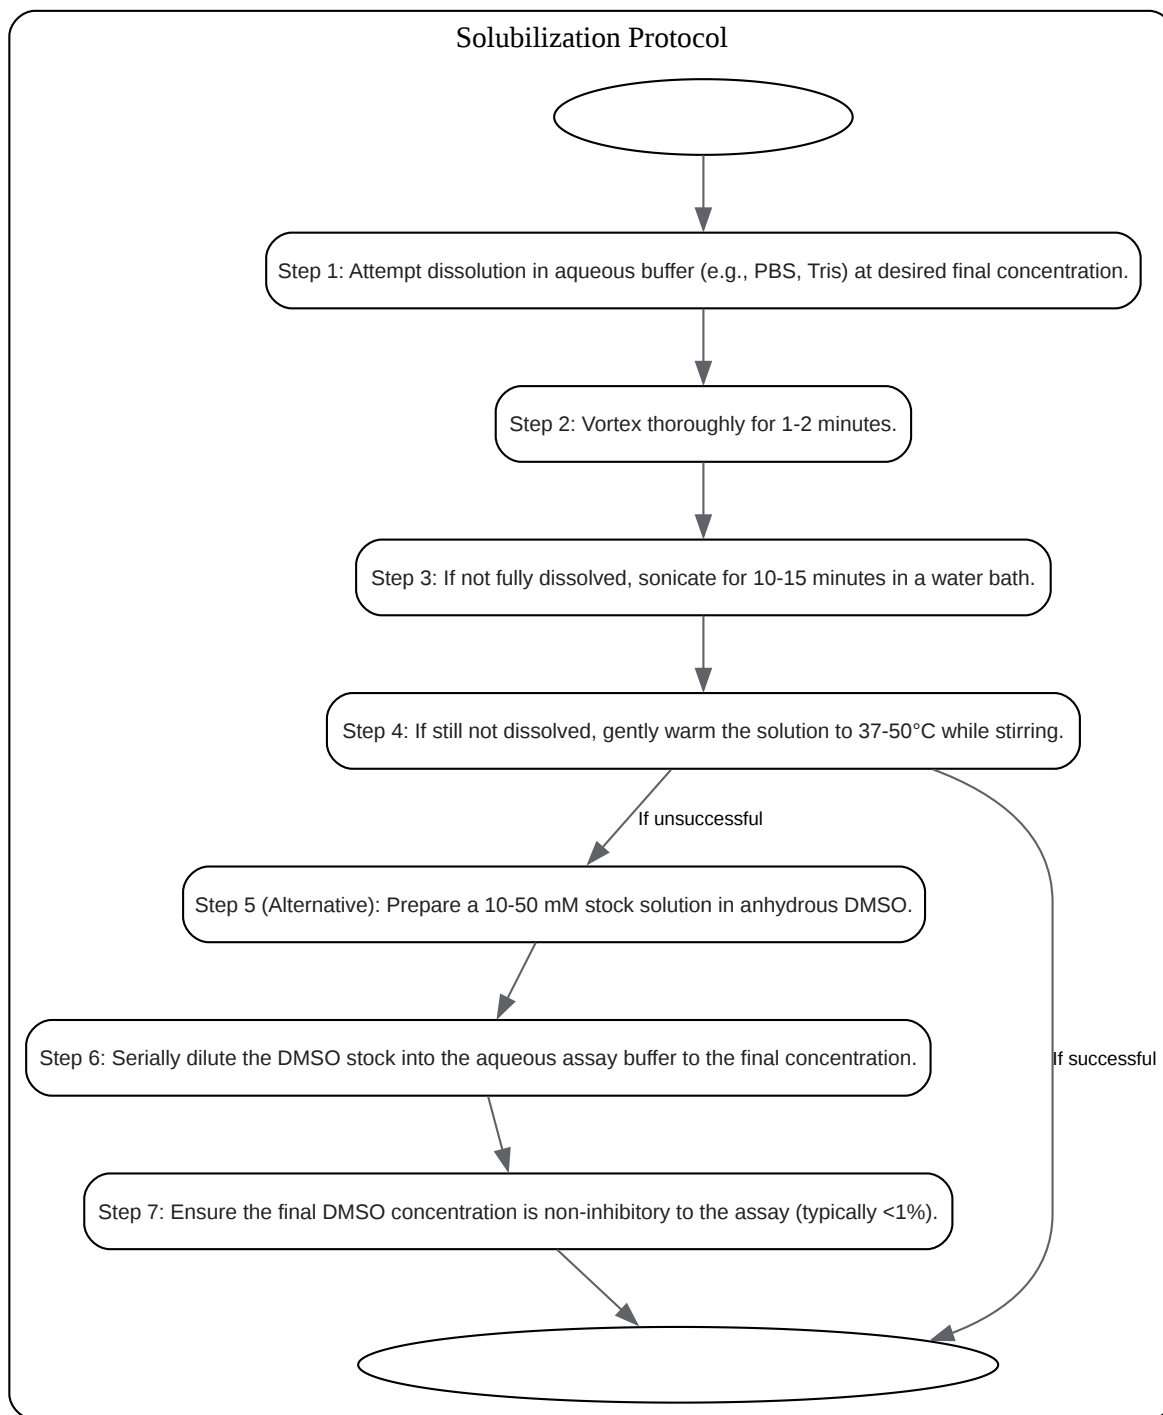 Solubilization Protocol
Step 1: Attempt dissolution in aqueous buffer (e.g., PBS, Tris) at desired final concentration.
Step 2: Vortex thoroughly for 1-2 minutes.
Step 3: If not fully dissolved, sonicate for 10-15 minutes in a water bath.
Step 4: If still not dissolved, gently warm the solution to 37-50°C while stirring.
If unsuccessful
Step 5 (Alternative): Prepare a 10-50 mM stock solution in anhydrous DMSO.
Step 6: Serially dilute the DMSO stock into the aqueous assay buffer to the final concentration.
If successful
Step 7: Ensure the final DMSO concentration is non-inhibitory to the assay (typically <1%).